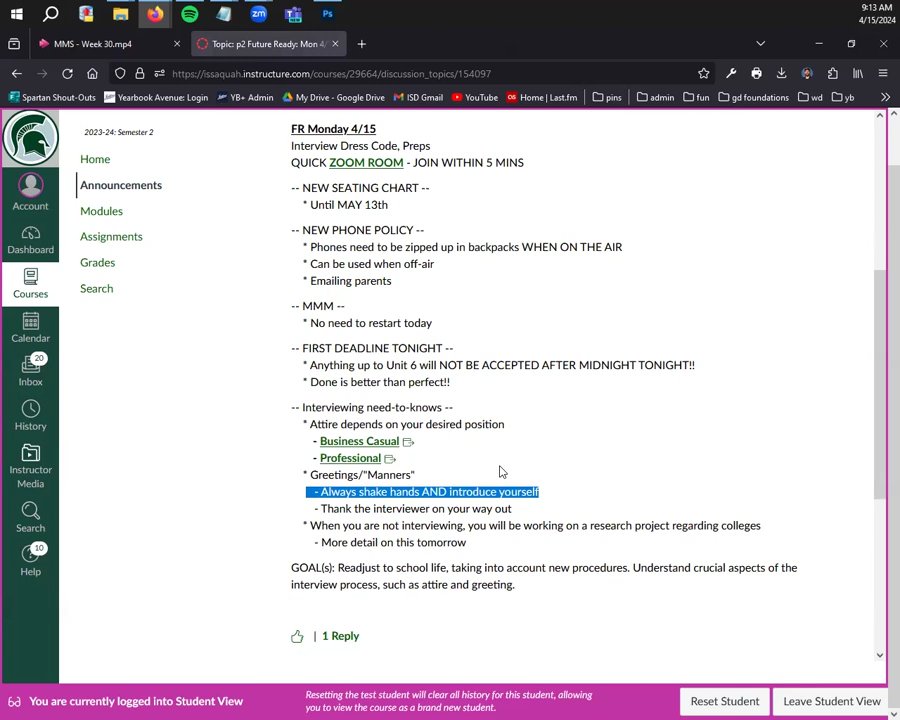 9:13 AM
4/15/2024
MMS - Week 30.mp4
Topic: p2 Future Ready: Mon 4/
https://issaquah.instructure.com/courses/29664/discussion_topics/154097
Spartan Shout-Outs
Yearbook Avenue: Login
YB+ Admin
My Drive - Google Drive
ISD Gmail
YouTube
Home | Last.fm
pins
admin
fun
gd foundations
wd
yb
2023-24: Semester 2
Home
Announcements
Modules
Assignments
Grades
Search
Account
Dashboard
Courses
Calendar
20
Inbox
History
Instructor
Media
Search
10
Help
FR Monday 4/15
Interview Dress Code, Preps
QUICK ZOOM ROOM - JOIN WITHIN 5 MINS
-- NEW SEATING CHART --
* Until MAY 13th
-- NEW PHONE POLICY --
* Phones need to be zipped up in backpacks WHEN ON THE AIR
* Can be used when off-air
* Emailing parents
-- MMM --
* No need to restart today
-- FIRST DEADLINE TONIGHT --
* Anything up to Unit 6 will NOT BE ACCEPTED AFTER MIDNIGHT TONIGHT!!
* Done is better than perfect!!
-- Interviewing need-to-knows --
* Attire depends on your desired position
- Business Casual
- Professional
* Greetings/"Manners"
- Always shake hands AND introduce yourself
- Thank the interviewer on your way out
* When you are not interviewing, you will be working on a research project regarding colleges
- More detail on this tomorrow
GOAL(s): Readjust to school life, taking into account new procedures. Understand crucial aspects of the
interview process, such as attire and greeting.
| 1 Reply
You are currently logged into Student View
Resetting the test student will clear all history for this student, allowing
you to view the course as a brand new student.
Reset Student
Leave Student View